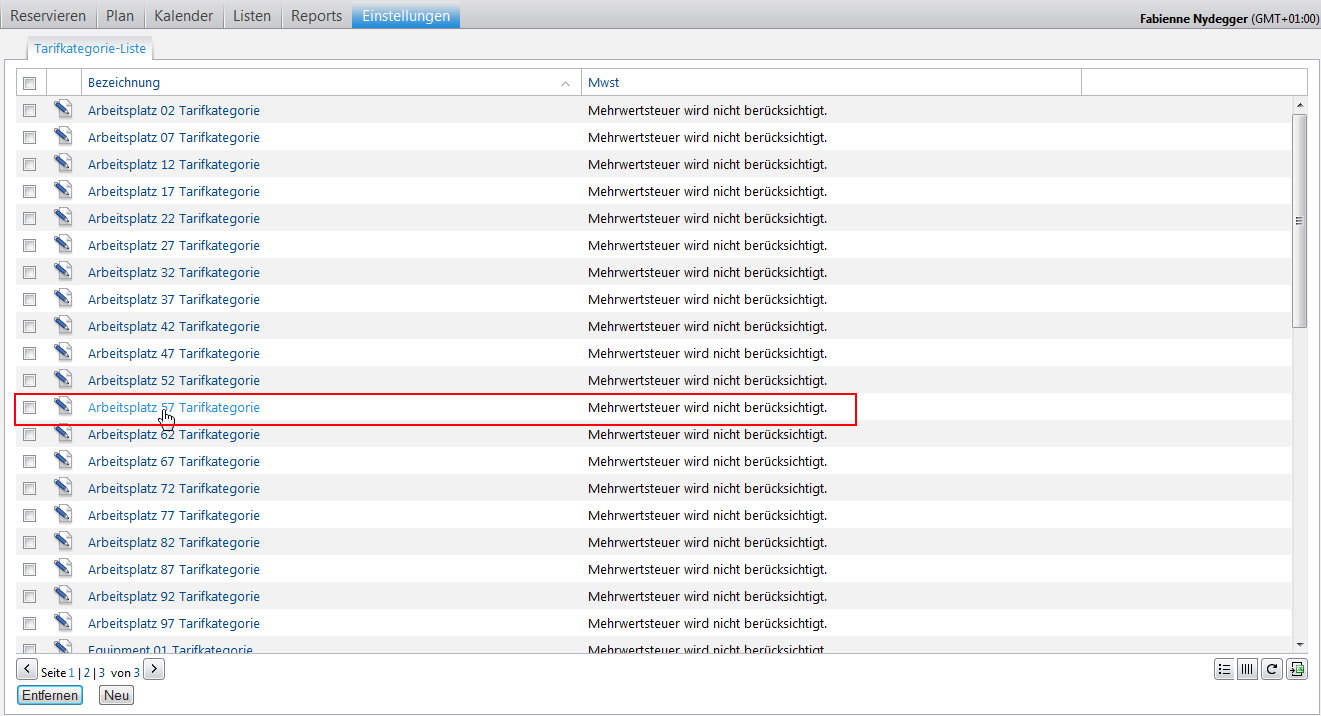 Reservieren Plan Kalender Listen Reports Einstellungen Fabienne Nydegger (GMT+01:00)
Tarifkategorie-Liste
Bezeichnung Mwst
Arbeitsplatz 02 Tarifkategorie Mehrwertsteuer wird nicht berücksichtigt.
Arbeitsplatz 07 Tarifkategorie Mehrwertsteuer wird nicht berücksichtigt.
Arbeitsplatz 12 Tarifkategorie Mehrwertsteuer wird nicht berücksichtigt.
Arbeitsplatz 17 Tarifkategorie Mehrwertsteuer wird nicht berücksichtigt.
Arbeitsplatz 22 Tarifkategorie Mehrwertsteuer wird nicht berücksichtigt.
Arbeitsplatz 27 Tarifkategorie Mehrwertsteuer wird nicht berücksichtigt.
Arbeitsplatz 32 Tarifkategorie Mehrwertsteuer wird nicht berücksichtigt.
Arbeitsplatz 37 Tarifkategorie Mehrwertsteuer wird nicht berücksichtigt.
Arbeitsplatz 42 Tarifkategorie Mehrwertsteuer wird nicht berücksichtigt.
Arbeitsplatz 47 Tarifkategorie Mehrwertsteuer wird nicht berücksichtigt.
Arbeitsplatz 52 Tarifkategorie Mehrwertsteuer wird nicht berücksichtigt.
Arbeitsplatz 57 Tarifkategorie Mehrwertsteuer wird nicht berücksichtigt.
Arbeitsplatz 62 Tarifkategorie Mehrwertsteuer wird nicht berücksichtigt.
Arbeitsplatz 67 Tarifkategorie Mehrwertsteuer wird nicht berücksichtigt.
Arbeitsplatz 72 Tarifkategorie Mehrwertsteuer wird nicht berücksichtigt.
Arbeitsplatz 77 Tarifkategorie Mehrwertsteuer wird nicht berücksichtigt.
Arbeitsplatz 82 Tarifkategorie Mehrwertsteuer wird nicht berücksichtigt.
Arbeitsplatz 87 Tarifkategorie Mehrwertsteuer wird nicht berücksichtigt.
Arbeitsplatz 92 Tarifkategorie Mehrwertsteuer wird nicht berücksichtigt.
Arbeitsplatz 97 Tarifkategorie Mehrwertsteuer wird nicht berücksichtigt.
Equipment 01 Tarifkategorie Mehrwertsteuer wird nicht berücksichtigt.
Seite 1 | 2 | 3 von 3
Entfernen Neu